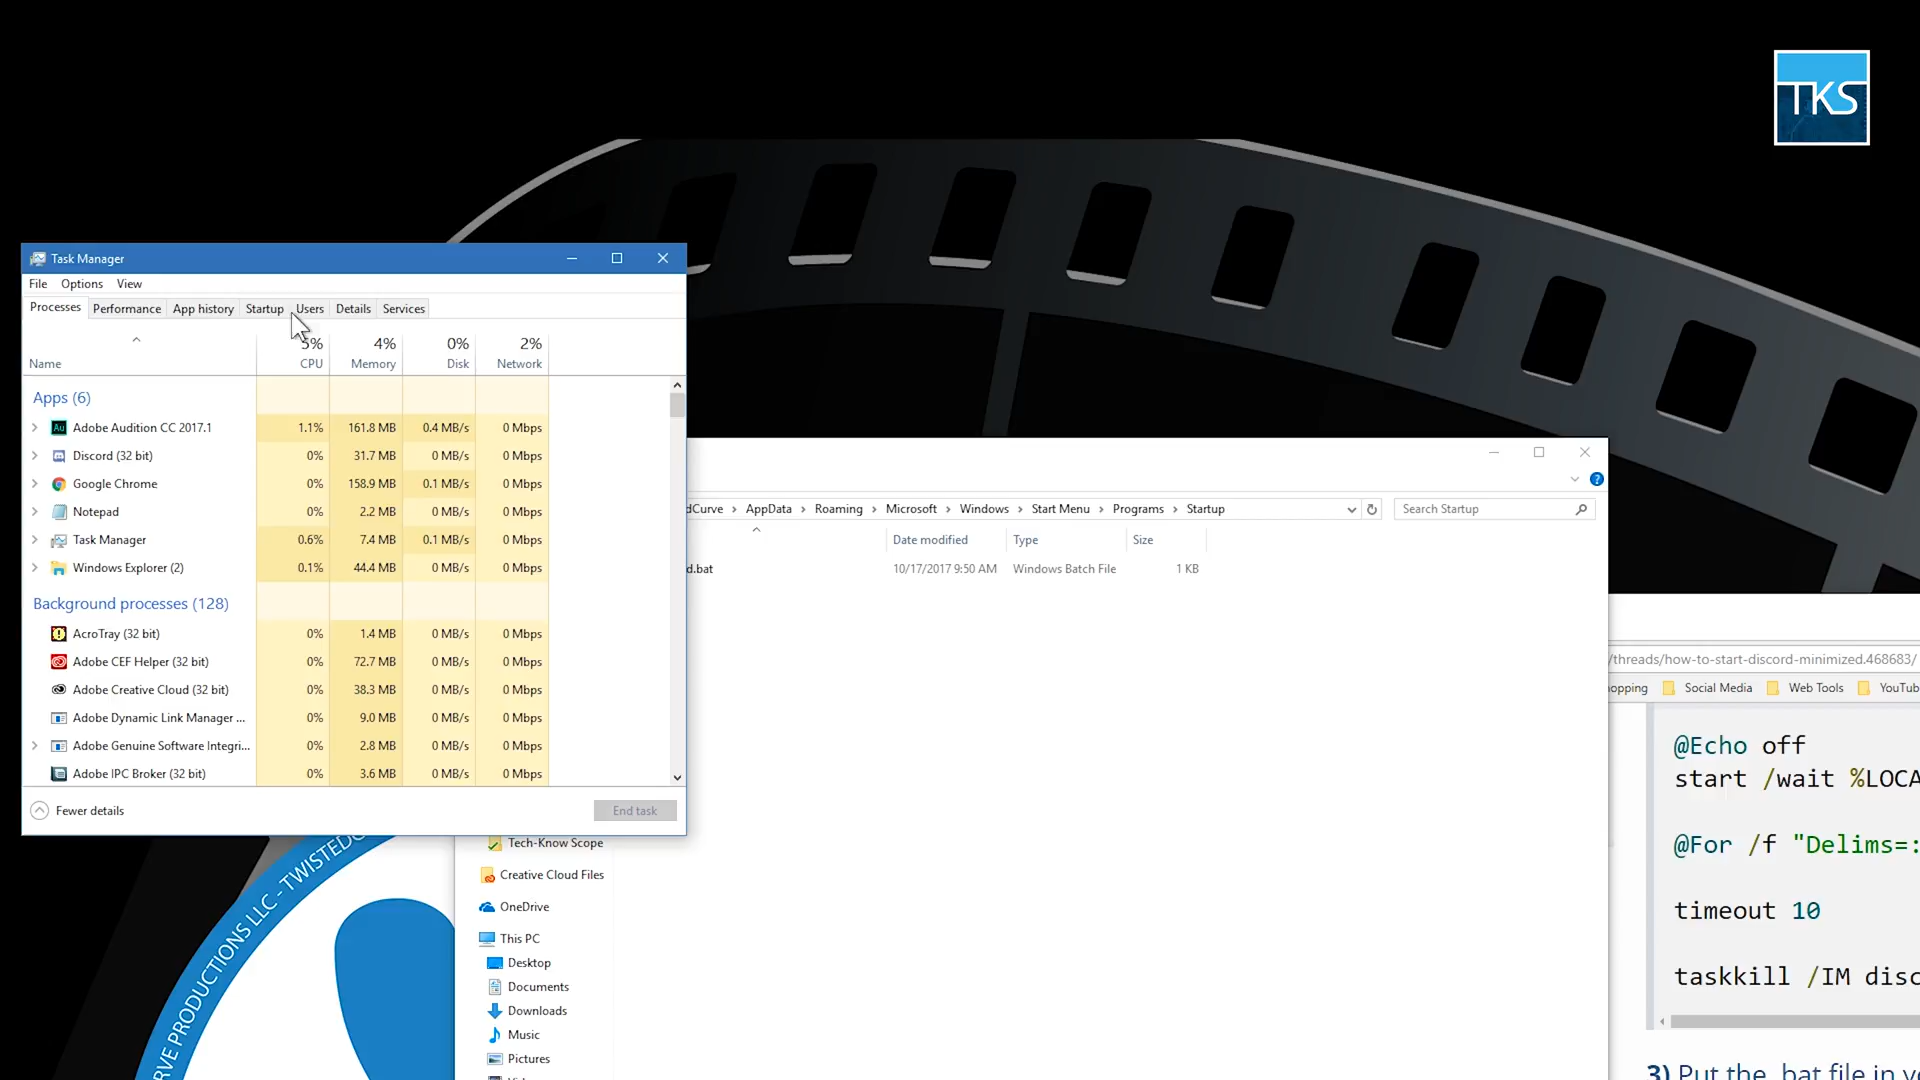 TKS
Task Manager
File Options View
Processes Performance App history Startup Users Details Services
5% 4% 0% 2%
Name CPU Memory Disk Network
Apps (6)
Adobe Audition CC 2017.1 1.1% 161.8 MB 0.4 MB/s 0 Mbps
Discord (32 bit) 0% 31.7 MB 0 MB/s 0 Mbps
Google Chrome 0% 158.9 MB 0.1 MB/s 0 Mbps
Notepad 0% 2.2 MB 0 MB/s 0 Mbps
Task Manager 0.6% 7.4 MB 0.1 MB/s 0 Mbps
Windows Explorer (2) 0.1% 44.4 MB 0 MB/s 0 Mbps
Background processes (128)
AcroTray (32 bit) 0% 1.4 MB 0 MB/s 0 Mbps
Adobe CEF Helper (32 bit) 0% 72.7 MB 0 MB/s 0 Mbps
Adobe Creative Cloud (32 bit) 0% 38.3 MB 0 MB/s 0 Mbps
Adobe Dynamic Link Manager ... 0% 9.0 MB 0 MB/s 0 Mbps
Adobe Genuine Software Integri... 0% 2.8 MB 0 MB/s 0 Mbps
Adobe IPC Broker (32 bit) 0% 3.6 MB 0 MB/s 0 Mbps
Fewer details End task
dCurve AppData Roaming Microsoft Windows Start Menu Programs Startup Search Startup
Date modified Type Size
d.bat 10/17/2017 9:50 AM Windows Batch File 1 KB
Tech-Know Scope
Creative Cloud Files
OneDrive
This PC
Desktop
Documents
Downloads
Music
Pictures
/threads/how-to-start-discord-minimized.468683/
opping Social Media Web Tools YouTub
@Echo off
start /wait %LOCA
@For /f "Delims=:
timeout 10
taskkill /IM disc
3) Put the .bat file in yo
RVE PRODUCTIONS LLC - TWISTEDC